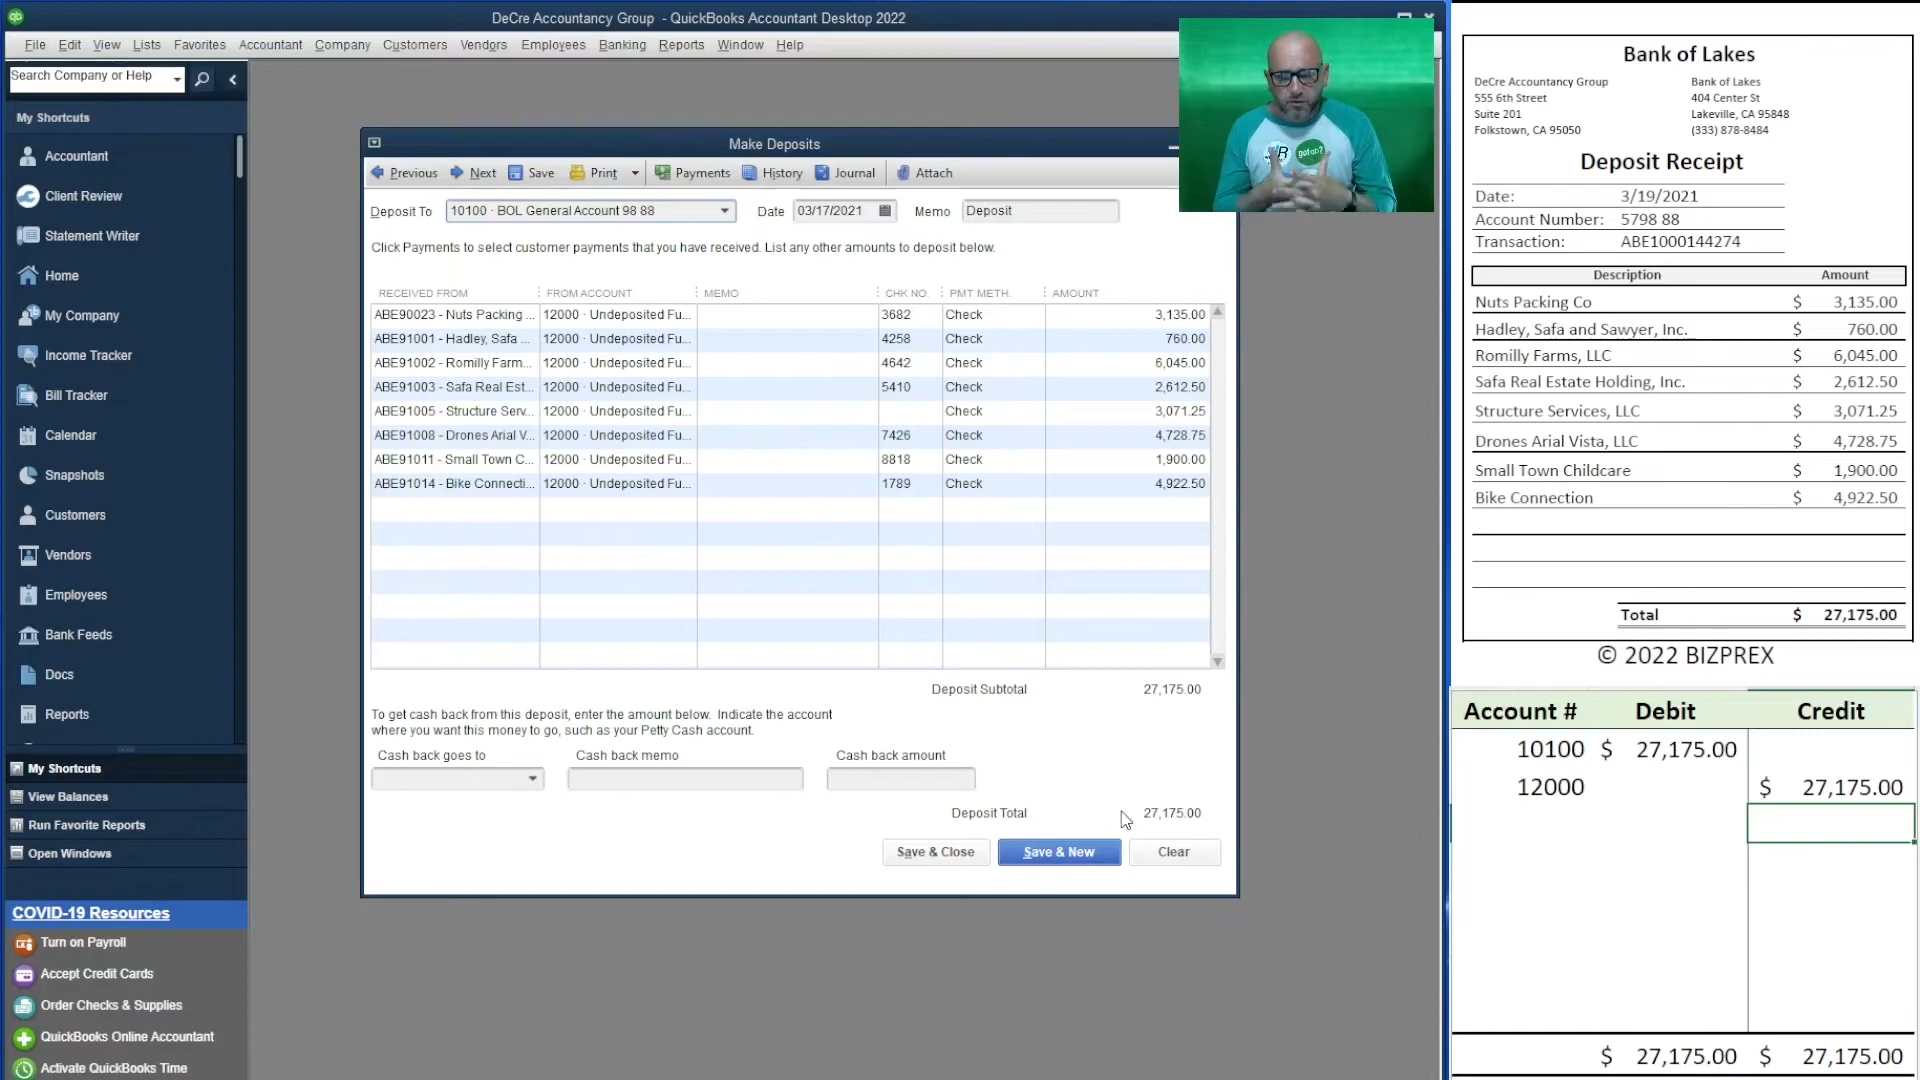 DeCre Accountancy Group - QuickBooks Accountant Desktop 2022
File Edit View Lists Favorites Accountant Company Customers Vendors Employees Banking Reports Window Help
Search Company or Help
My Shortcuts
Accountant
Client Review
Statement Writer
Home
My Company
Income Tracker
Bill Tracker
Calendar
Snapshots
Customers
Vendors
Employees
Bank Feeds
Docs
Reports
My Shortcuts
View Balances
Run Favorite Reports
Open Windows
COVID-19 Resources
Turn on Payroll
Accept Credit Cards
Order Checks & Supplies
QuickBooks Online Accountant
Activate QuickBooks Time
Make Deposits
Previous Next Save Print Payments History Journal Attach
Deposit To 10100 · BOL General Account 98 88 Date 03/17/2021 Memo Deposit
Click Payments to select customer payments that you have received. List any other amounts to deposit below.
RECEIVED FROM FROM ACCOUNT MEMO CHK NO. PMT METH. AMOUNT
ABE90023 - Nuts Packing ... 12000 · Undeposited Fu... 3682 Check 3,135.00
ABE91001 - Hadley, Safa ... 12000 · Undeposited Fu... 4258 Check 760.00
ABE91002 - Romilly Farm... 12000 · Undeposited Fu... 4642 Check 6,045.00
ABE91003 - Safa Real Est... 12000 · Undeposited Fu... 5410 Check 2,612.50
ABE91005 - Structure Serv... 12000 · Undeposited Fu... Check 3,071.25
ABE91008 - Drones Arial V... 12000 · Undeposited Fu... 7426 Check 4,728.75
ABE91011 - Small Town C... 12000 · Undeposited Fu... 8818 Check 1,900.00
ABE91014 - Bike Connecti... 12000 · Undeposited Fu... 1789 Check 4,922.50
Deposit Subtotal 27,175.00
To get cash back from this deposit, enter the amount below. Indicate the account
where you want this money to go, such as your Petty Cash account.
Cash back goes to Cash back memo Cash back amount
Deposit Total 27,175.00
Save & Close Save & New Clear
gotab?
Bank of Lakes
DeCre Accountancy Group Bank of Lakes
555 6th Street 404 Center St
Suite 201 Lakeville, CA 95848
Folkstown, CA 95050 (333) 878-8484
Deposit Receipt
Date: 3/19/2021
Account Number: 5798 88
Transaction: ABE1000144274
Description Amount
Nuts Packing Co $ 3,135.00
Hadley, Safa and Sawyer, Inc. $ 760.00
Romilly Farms, LLC $ 6,045.00
Safa Real Estate Holding, Inc. $ 2,612.50
Structure Services, LLC $ 3,071.25
Drones Arial Vista, LLC $ 4,728.75
Small Town Childcare $ 1,900.00
Bike Connection $ 4,922.50
Total $ 27,175.00
© 2022 BIZPREX
Account # Debit Credit
10100 $ 27,175.00
12000 $ 27,175.00
$ 27,175.00 $ 27,175.00